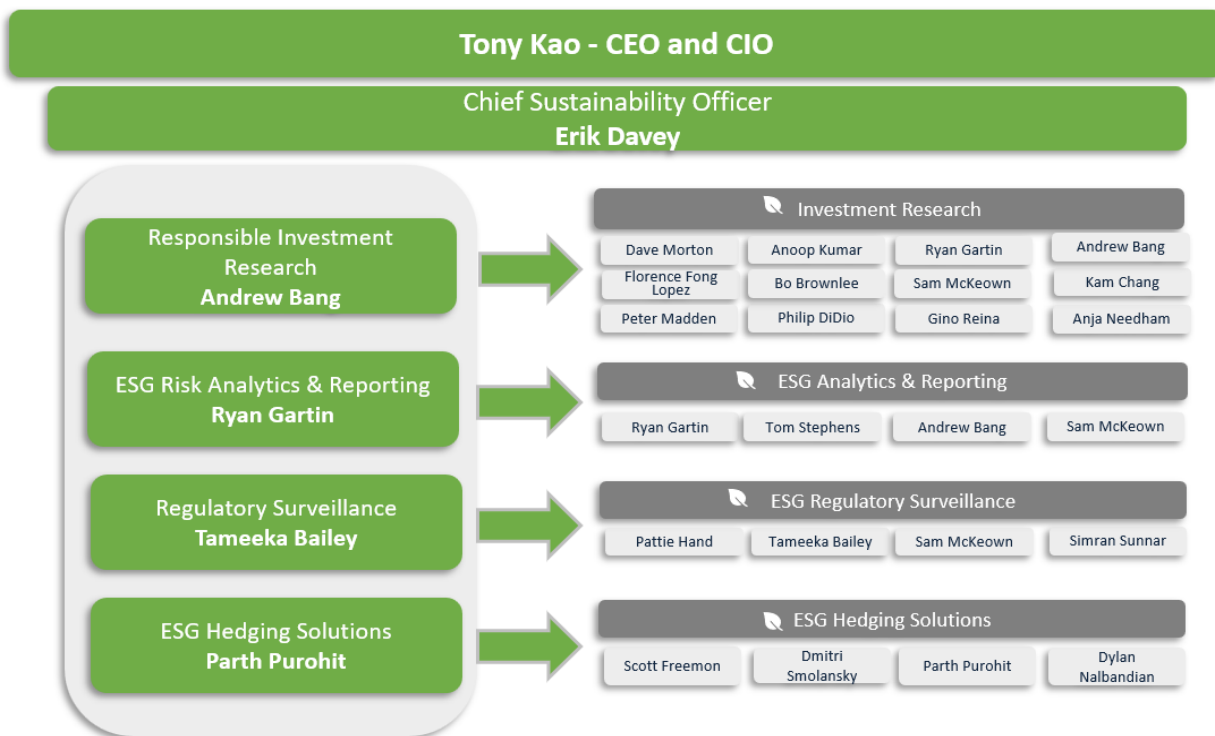 Tony Kao - CEO and CIO
Chief Sustainability Officer
Erik Davey
Responsible Investment
Research
Andrew Bang
Investment Research
Dave Morton
Anoop Kumar
Ryan Gartin
Andrew Bang
Florence Fong
Lopez
Bo Brownlee
Sam McKeown
Kam Chang
Peter Madden
Philip DiDio
Gino Reina
Anja Needham
ESG Risk Analytics & Reporting
Ryan Gartin
ESG Analytics & Reporting
Ryan Gartin
Tom Stephens
Andrew Bang
Sam McKeown
Regulatory Surveillance
Tameeka Bailey
ESG Regulatory Surveillance
Pattie Hand
Tameeka Bailey
Sam McKeown
Simran Sunnar
ESG Hedging Solutions
Parth Purohit
ESG Hedging Solutions
Scott Freemon
Dmitri
Smolansky
Parth Purohit
Dylan
Nalbandian